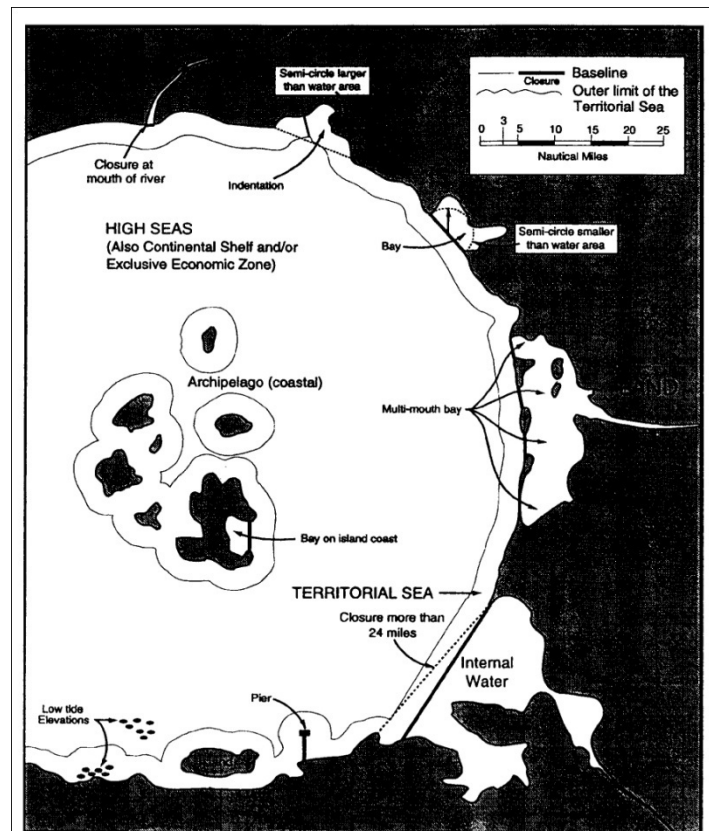 Semi-circle larger
than water area
Closure
Baseline
Outer limit of the
Territorial Sea
0 3 5 10 15 20 25
Nautical Miles
Closure at
mouth of river
Indentation
HIGH SEAS
(Also Continental Shelf and/or
Exclusive Economic Zone)
Bay
Semi-circle smaller
than water area
Archipelago (coastal)
Multi-mouth bay
Bay on island coast
TERRITORIAL SEA
Closure more than
24 miles
Internal
Water
Pier
Low tide
Elevations